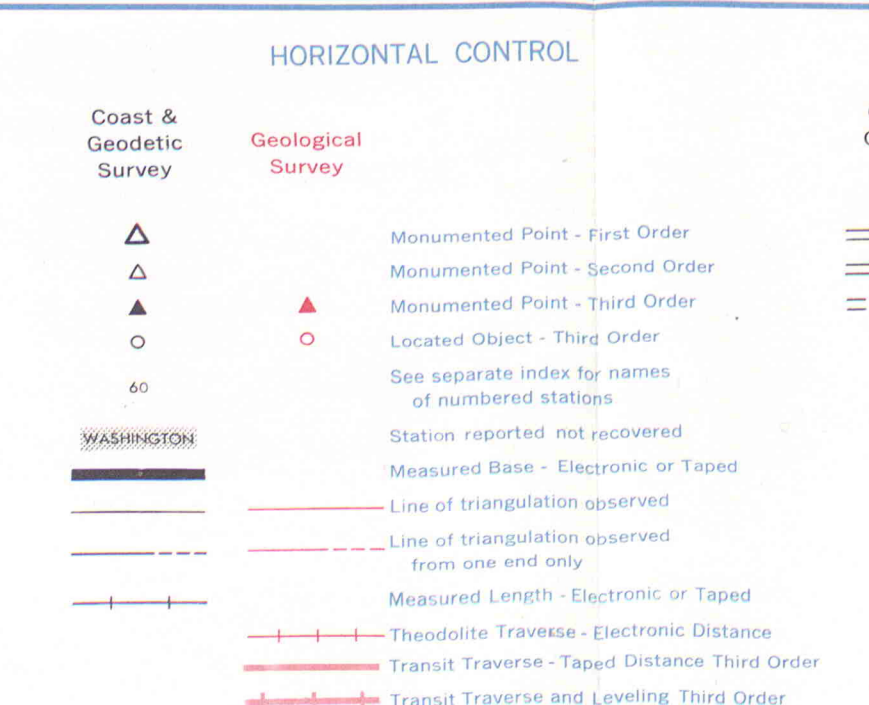 HORIZONTAL CONTROL
Coast &
Geodetic
Survey
Geological
Survey
Monumented Point - First Order
Monumented Point - Second Order
Monumented Point - Third Order
Located Object - Third Order
60
See separate index for names
of numbered stations
WASHINGTON
Station reported not recovered
Measured Base - Electronic or Taped
Line of triangulation observed
Line of triangulation observed
from one end only
Measured Length - Electronic or Taped
Theodolite Traverse - Electronic Distance
Transit Traverse - Taped Distance Third Order
Transit Traverse and Leveling Third Order